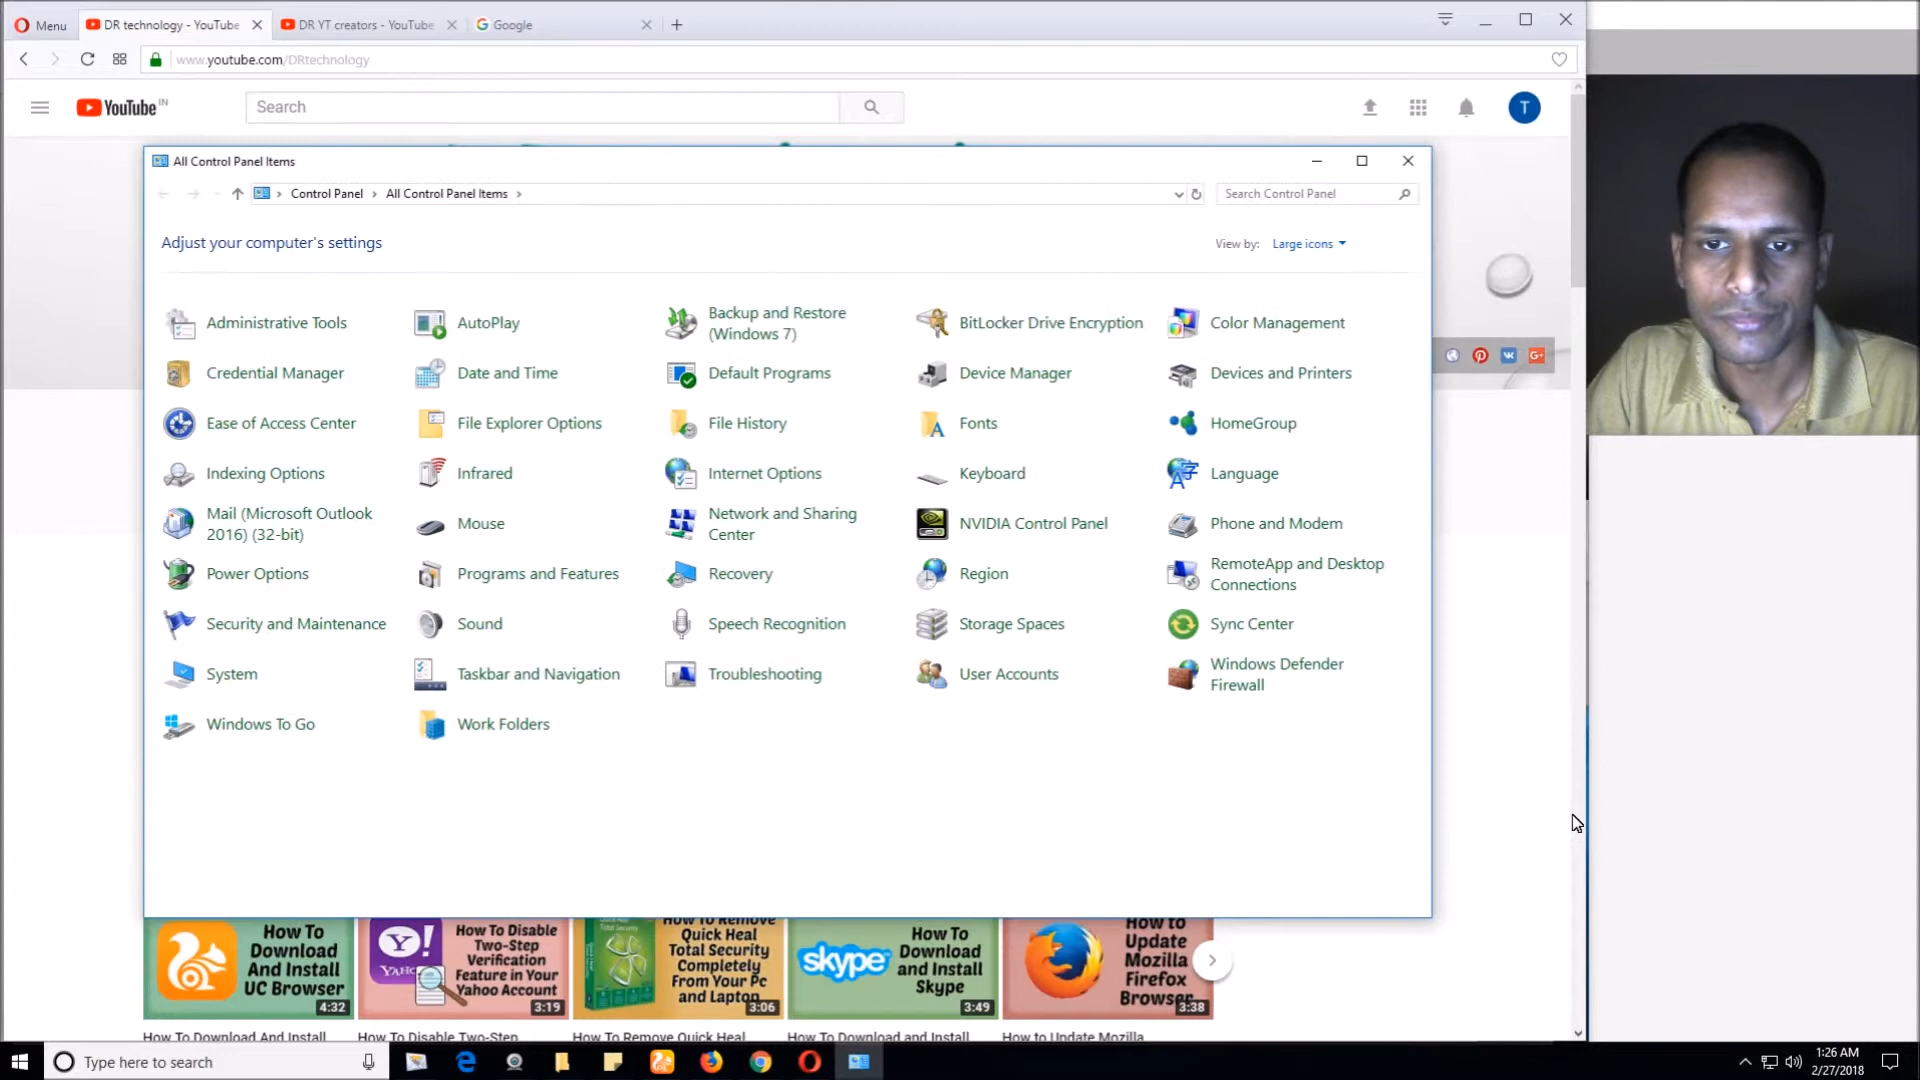 Menu
DR technology - YouTube
DR YT creators - YouTube
Google
www.youtube.com/DRtechnology
YouTube IN
Search
T
All Control Panel Items
Control Panel
All Control Panel Items
Search Control Panel
Adjust your computer's settings
View by: Large icons
Administrative Tools
AutoPlay
Backup and Restore
(Windows 7)
BitLocker Drive Encryption
Color Management
Credential Manager
Date and Time
Default Programs
Device Manager
Devices and Printers
Ease of Access Center
File Explorer Options
File History
Fonts
HomeGroup
Indexing Options
Infrared
Internet Options
Keyboard
Language
Mail (Microsoft Outlook
2016) (32-bit)
Mouse
Network and Sharing
Center
NVIDIA Control Panel
Phone and Modem
Power Options
Programs and Features
Recovery
Region
RemoteApp and Desktop
Connections
Security and Maintenance
Sound
Speech Recognition
Storage Spaces
Sync Center
System
Taskbar and Navigation
Troubleshooting
User Accounts
Windows Defender
Firewall
Windows To Go
Work Folders
How To
Download
And Install
UC Browser
4:32
How To Disable
Two-Step
Verification
Feature in Your
Yahoo Account
3:19
How To Remove
Quick Heal
Total Security
Completely
From Your Pc
and Laptop
3:06
skype
How To
Download
and Install
Skype
3:49
How to
Update
Mozilla
Firefox
Browser
3:38
How To Download And Install
How To Disable Two-Step
How To Remove Quick Heal
How To Download and Install
How to Update Mozilla
Type here to search
1:26 AM
2/27/2018